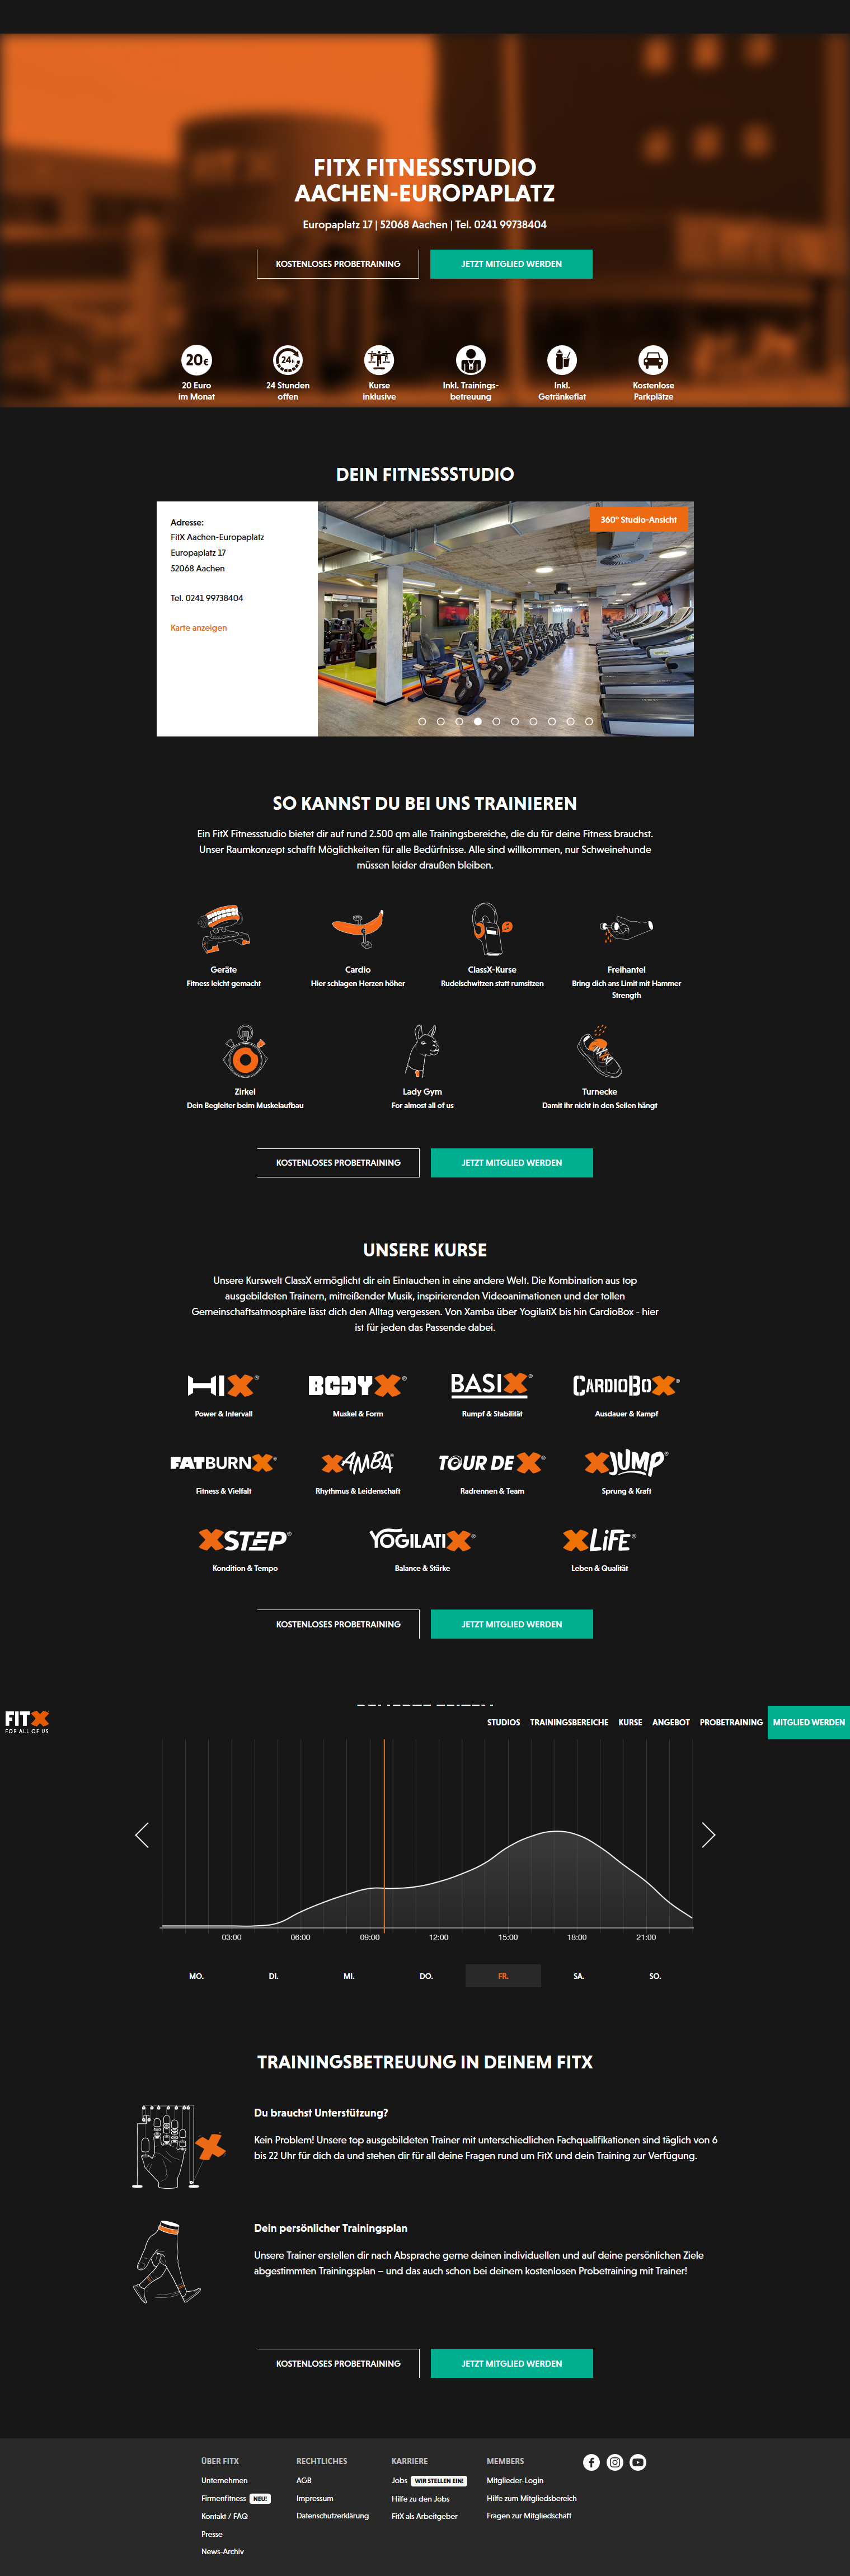 FITX FITNESSSTUDIO
AACHEN-EUROPAPLATZ
Europaplatz 17 | 52068 Aachen | Tel. 0241 99738404
KOSTENLOSES PROBETRAINING
JETZT MITGLIED WERDEN
20€
20 Euro
im Monat
24h
24 Stunden
offen
Kurse
inklusive
Inkl. Trainings-
betreuung
Inkl.
Getränkeflat
Kostenlose
Parkplätze
DEIN FITNESSSTUDIO
Adresse:
FitX Aachen-Europaplatz
Europaplatz 17
52068 Aachen
Tel. 0241 99738404
Karte anzeigen
360° Studio-Ansicht
SO KANNST DU BEI UNS TRAINIEREN
Ein FitX Fitnessstudio bietet dir auf rund 2.500 qm alle Trainingsbereiche, die du für deine Fitness brauchst.
Unser Raumkonzept schafft Möglichkeiten für alle Bedürfnisse. Alle sind willkommen, nur Schweinehunde
müssen leider draußen bleiben.
Geräte
Fitness leicht gemacht
Cardio
Hier schlagen Herzen höher
ClassX-Kurse
Rudelschwitzen statt rumsitzen
Freihantel
Bring dich ans Limit mit Hammer
Strength
Zirkel
Dein Begleiter beim Muskelaufbau
Lady Gym
For almost all of us
Turnecke
Damit ihr nicht in den Seilen hängt
KOSTENLOSES PROBETRAINING
JETZT MITGLIED WERDEN
UNSERE KURSE
Unsere Kurswelt ClassX ermöglicht dir ein Eintauchen in eine andere Welt. Die Kombination aus top
ausgebildeten Trainern, mitreißender Musik, inspirierenden Videoanimationen und der tollen
Gemeinschaftsatmosphäre lässt dich den Alltag vergessen. Von Xamba über YogilatiX bis hin CardioBox - hier
ist für jeden das Passende dabei.
HIX®
Power & Intervall
BODYX®
Muskel & Form
BASIX®
Rumpf & Stabilität
CARDIOBOX®
Ausdauer & Kampf
FATBURNX®
Fitness & Vielfalt
XAMBA®
Rhythmus & Leidenschaft
TOUR DE X®
Radrennen & Team
XJUMP®
Sprung & Kraft
XSTEP®
Kondition & Tempo
YOGILATIX®
Balance & Stärke
XLiFE®
Leben & Qualität
KOSTENLOSES PROBETRAINING
JETZT MITGLIED WERDEN
FITX
FOR ALL OF US
STUDIOS
TRAININGSBEREICHE
KURSE
ANGEBOT
PROBETRAINING
MITGLIED WERDEN
03:00
06:00
09:00
12:00
15:00
18:00
21:00
MO.
DI.
MI.
DO.
FR.
SA.
SO.
TRAININGSBETREUUNG IN DEINEM FITX
Du brauchst Unterstützung?
Kein Problem! Unsere top ausgebildeten Trainer mit unterschiedlichen Fachqualifikationen sind täglich von 6
bis 22 Uhr für dich da und stehen dir für all deine Fragen rund um FitX und dein Training zur Verfügung.
Dein persönlicher Trainingsplan
Unsere Trainer erstellen dir nach Absprache gerne deinen individuellen und auf deine persönlichen Ziele
abgestimmten Trainingsplan – und das auch schon bei deinem kostenlosen Probetraining mit Trainer!
KOSTENLOSES PROBETRAINING
JETZT MITGLIED WERDEN
ÜBER FITX
Unternehmen
Firmenfitness NEU!
Kontakt / FAQ
Presse
News-Archiv
RECHTLICHES
AGB
Impressum
Datenschutzerklärung
KARRIERE
Jobs WIR STELLEN EIN!
Hilfe zu den Jobs
FitX als Arbeitgeber
MEMBERS
Mitglieder-Login
Hilfe zum Mitgliedsbereich
Fragen zur Mitgliedschaft